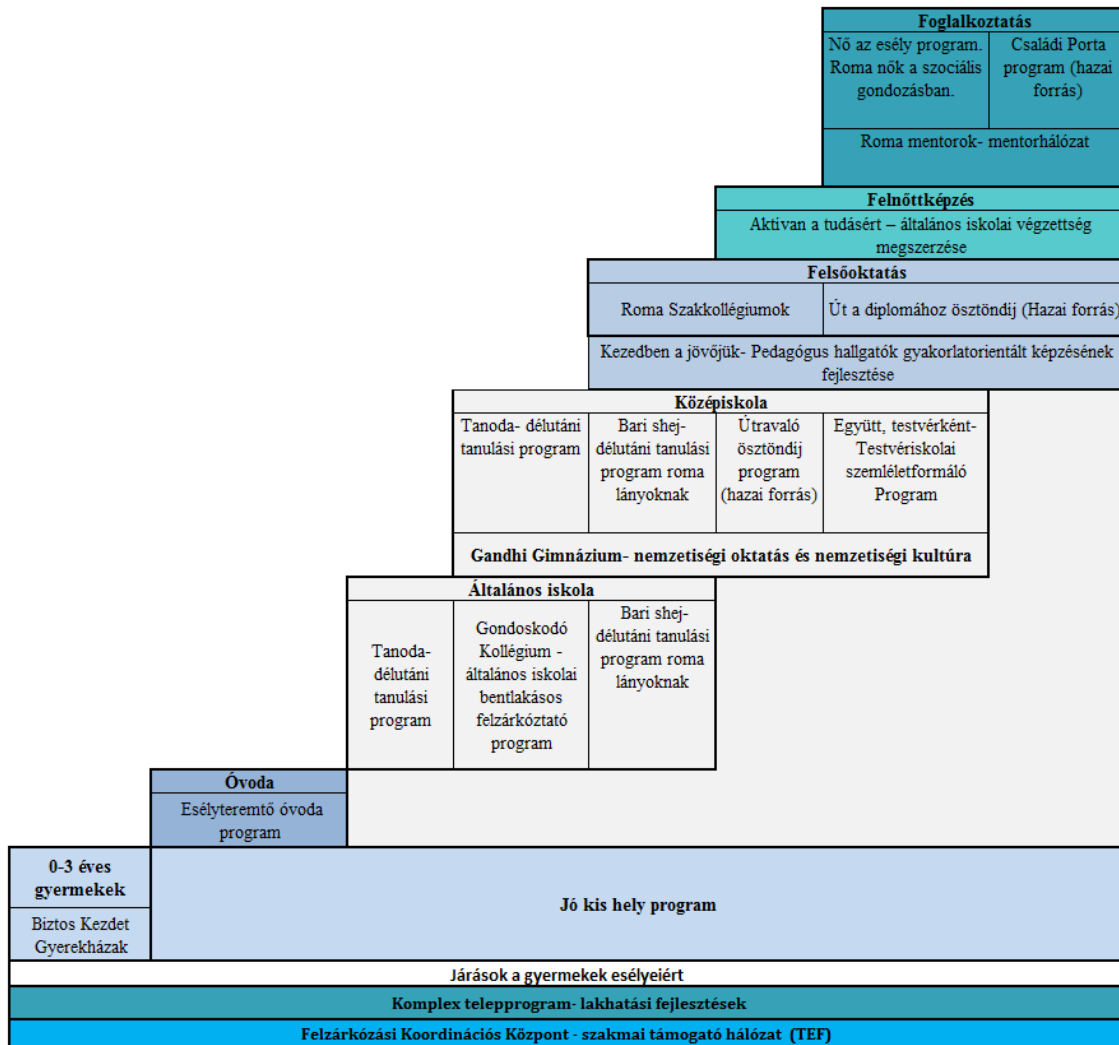 Foglalkoztatás
Nő az esély program.
Roma nők a szociális
gondozásban.
Családi Porta
program (hazai
forrás)
Roma mentorok- mentorhálózat
Felnőttképzés
Aktívan a tudásért – általános iskolai végzettség
megszerzése
Felsőoktatás
Roma Szakkollégiumok
Út a diplomához ösztöndíj (Hazai forrás)
Kezedben a jövőjük- Pedagógus hallgatók gyakorlatorientált képzésének
fejlesztése
Középiskola
Tanoda- délutáni
tanulási program
Bari shej-
délutáni tanulási
program roma
lányoknak
Útravaló
ösztöndíj
program
(hazai forrás)
Együtt, testvérként-
Testvériskolai
szemléletformáló
Program
Gandhi Gimnázium- nemzetiségi oktatás és nemzetiségi kultúra
Általános iskola
Tanoda-
délutáni
tanulási
program
Gondoskodó
Kollégium -
általános iskolai
bentlakásos
felzárkóztató
program
Bari shej-
délutáni tanulási
program roma
lányoknak
Óvoda
Esélyteremtő óvoda
program
0-3 éves
gyermekek
Biztos Kezdet
Gyerekházak
Jó kis hely program
Járások a gyermekek esélyeiért
Komplex telepprogram- lakhatási fejlesztések
Felzárkózási Koordinációs Központ - szakmai támogató hálózat (TEF)